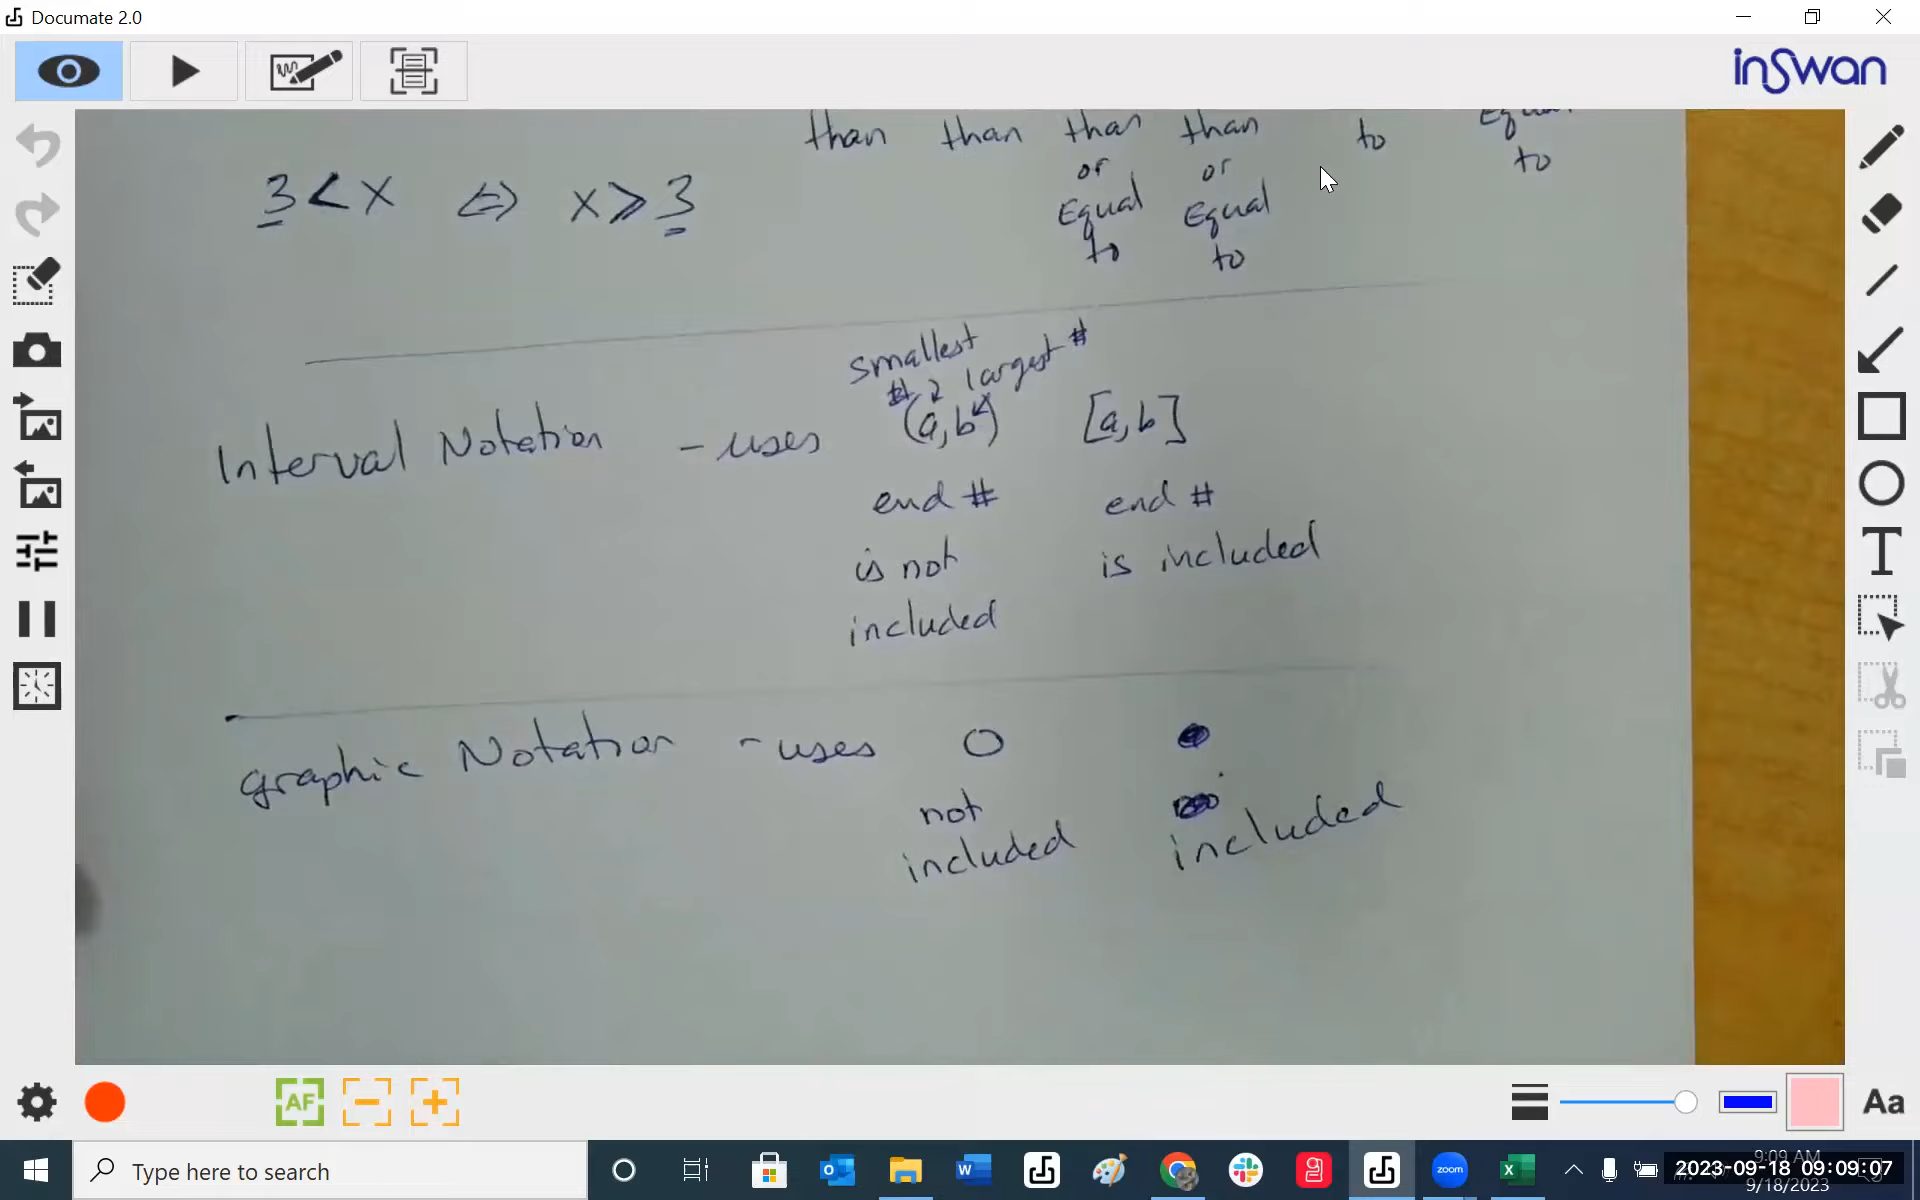 Documate 2.0
inSwan
than than than than to
or or to
3 < x ⇔ x > 3 Equal Equal
to to
smallest
# largest #
Interval Notation - uses (a,b) [a,b]
end # end #
is not is included
included
graphic Notation - uses
not
included included
AF
Aa
Type here to search
zoom
2023-09-18 09:09:07
9/18/2023